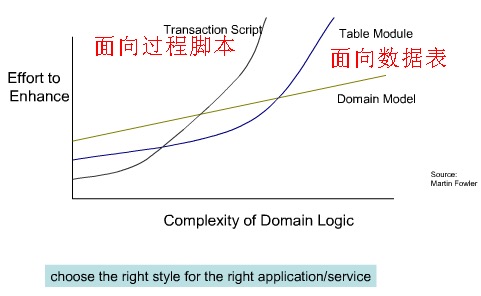 Transaction Script
面向过程脚本
Table Module
面向数据表
Effort to
Enhance
Domain Model
Source:
Martin Fowler
Complexity of Domain Logic
choose the right style for the right application/service